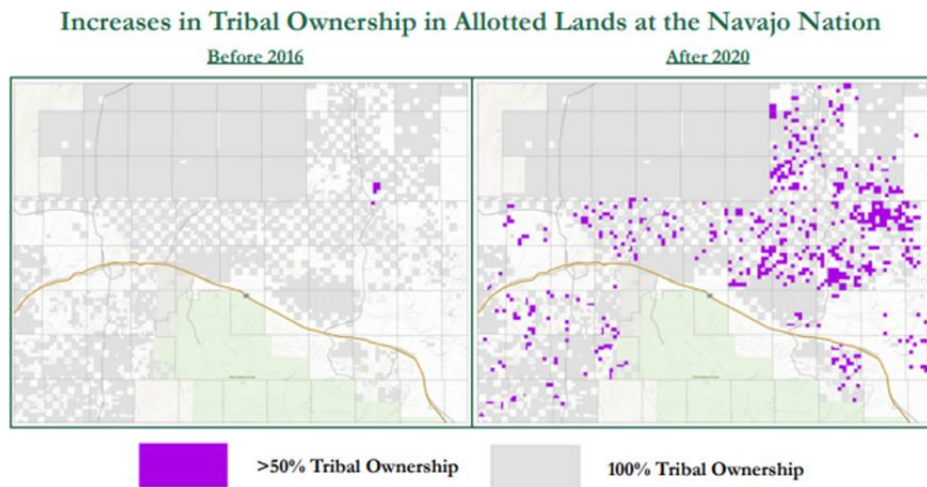 Increases in Tribal Ownership in Allotted Lands at the Navajo Nation
Before 2016
After 2020
>50% Tribal Ownership
100% Tribal Ownership